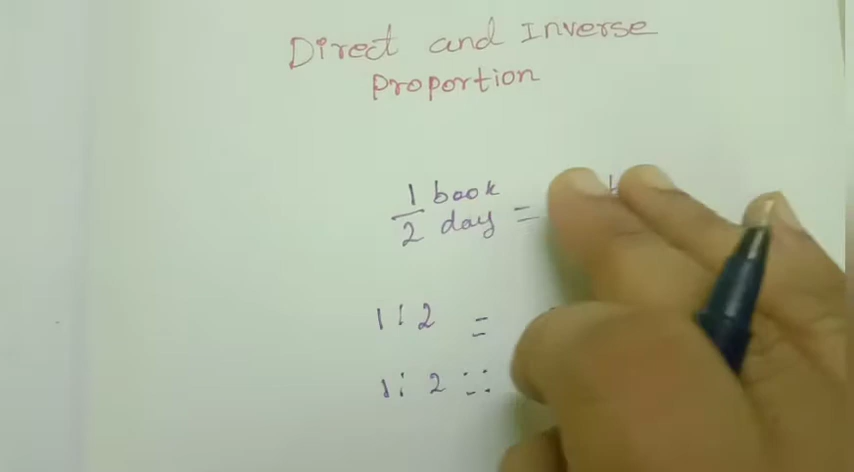 Direct and Inverse
Proportion
1 book
2 day =
1 : 2 =
1 : 2 ::